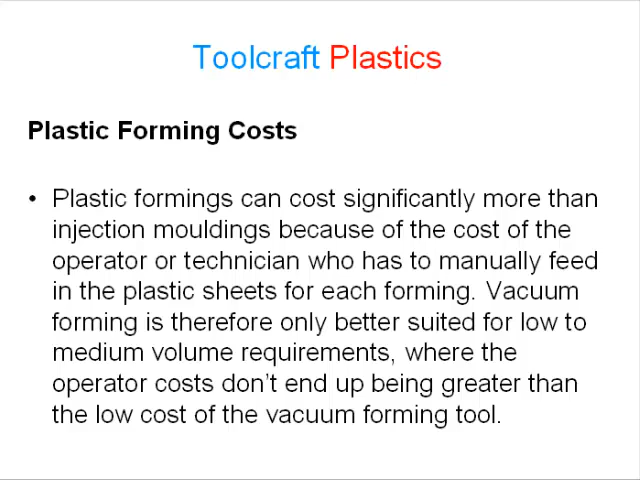 Toolcraft Plastics
Plastic Forming Costs
• Plastic formings can cost significantly more than
injection mouldings because of the cost of the
operator or technician who has to manually feed
in the plastic sheets for each forming. Vacuum
forming is therefore only better suited for low to
medium volume requirements, where the
operator costs don’t end up being greater than
the low cost of the vacuum forming tool.